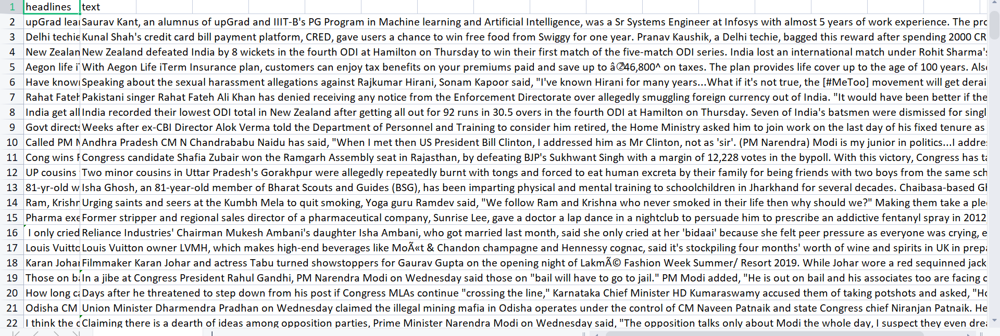 1 headlines text
2 upGrad lear Saurav Kant, an alumnus of upGrad and IIIT-B's PG Program in Machine learning and Artificial Intelligence, was a Sr Systems Engineer at Infosys with almost 5 years of work experience. The pro
3 Delhi techie Kunal Shah's credit card bill payment platform, CRED, gave users a chance to win free food from Swiggy for one year. Pranav Kaushik, a Delhi techie, bagged this reward after spending 2000 CR
4 New Zealan New Zealand defeated India by 8 wickets in the fourth ODI at Hamilton on Thursday to win their first match of the five-match ODI series. India lost an international match under Rohit Sharma's
5 Aegon life iT With Aegon Life iTerm Insurance plan, customers can enjoy tax benefits on your premiums paid and save up to â 46,800^ on taxes. The plan provides life cover up to the age of 100 years. Also
6 Have known Speaking about the sexual harassment allegations against Rajkumar Hirani, Sonam Kapoor said, "I've known Hirani for many years...What if it's not true, the [#MeToo] movement will get derai
7 Rahat Fateh Pakistani singer Rahat Fateh Ali Khan has denied receiving any notice from the Enforcement Directorate over allegedly smuggling foreign currency out of India. "It would have been better if the
8 India get all India recorded their lowest ODI total in New Zealand after getting all out for 92 runs in 30.5 overs in the fourth ODI at Hamilton on Thursday. Seven of India's batsmen were dismissed for singl
9 Govt directs Weeks after ex-CBI Director Alok Verma told the Department of Personnel and Training to consider him retired, the Home Ministry asked him to join work on the last day of his fixed tenure as
10 Called PM M Andhra Pradesh CM N Chandrababu Naidu has said, "When I met then US President Bill Clinton, I addressed him as Mr Clinton, not as 'sir'. (PM Narendra) Modi is my junior in politics...I addre
11 Cong wins R Congress candidate Shafia Zubair won the Ramgarh Assembly seat in Rajasthan, by defeating BJP's Sukhwant Singh with a margin of 12,228 votes in the bypoll. With this victory, Congress has ta
12 UP cousins Two minor cousins in Uttar Pradesh's Gorakhpur were allegedly repeatedly burnt with tongs and forced to eat human excreta by their family for being friends with two boys from the same sch
13 81-yr-old w Isha Ghosh, an 81-year-old member of Bharat Scouts and Guides (BSG), has been imparting physical and mental training to schoolchildren in Jharkhand for several decades. Chaibasa-based Gh
14 Ram, Krishn Urging saints and seers at the Kumbh Mela to quit smoking, Yoga guru Ramdev said, "We follow Ram and Krishna who never smoked in their life then why should we?" Making them take a ple
15 Pharma exe Former stripper and regional sales director of a pharmaceutical company, Sunrise Lee, gave a doctor a lap dance in a nightclub to persuade him to prescribe an addictive fentanyl spray in 2012,
16 I only cried Reliance Industries' Chairman Mukesh Ambani's daughter Isha Ambani, who got married last month, said she only cried at her 'bidaai' because she felt peer pressure as everyone was crying, e
17 Louis Vuitto Louis Vuitton owner LVMH, which makes high-end beverages like MoÃ«t & Chandon champagne and Hennessy cognac, said it's stockpiling four months' worth of wine and spirits in UK in prepa
18 Karan Johar Filmmaker Karan Johar and actress Tabu turned showstoppers for Gaurav Gupta on the opening night of LakmÃ© Fashion Week Summer/ Resort 2019. While Johar wore a red sequinned jack
19 Those on ba In a jibe at Congress President Rahul Gandhi, PM Narendra Modi on Wednesday said those on "bail will have to go to jail." PM Modi added, "He is out on bail and his associates too are facing c
20 How long ca Days after he threatened to step down from his post if Congress MLAs continue "crossing the line," Karnataka Chief Minister HD Kumaraswamy accused them of taking potshots and asked, "Ho
21 Odisha CM Union Minister Dharmendra Pradhan on Wednesday claimed the illegal mining mafia in Odisha operates under the control of CM Naveen Patnaik and state Congress chief Niranjan Patnaik. He
22 I think the o Claiming there is a dearth of ideas among opposition parties, Prime Minister Narendra Modi on Wednesday said, "The opposition talks only about Modi the whole day, I suspect they even drea